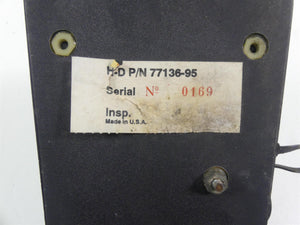 H-D P/N 77136-95
Serial Nº 0169
Insp.
Made in U.S.A.